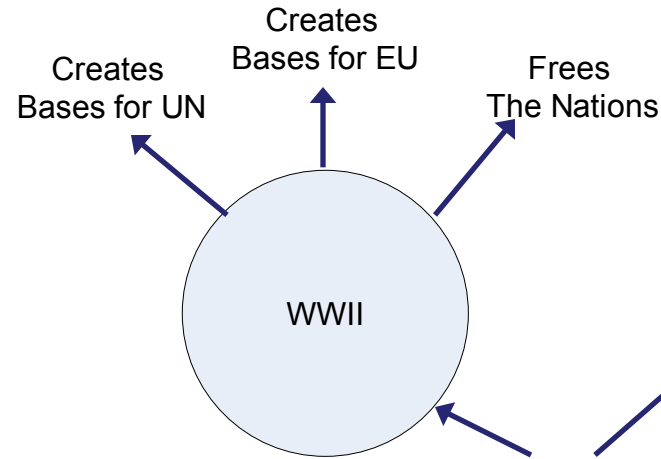 Creates
Bases for UN
Creates
Bases for EU
Frees
The Nations
WWII